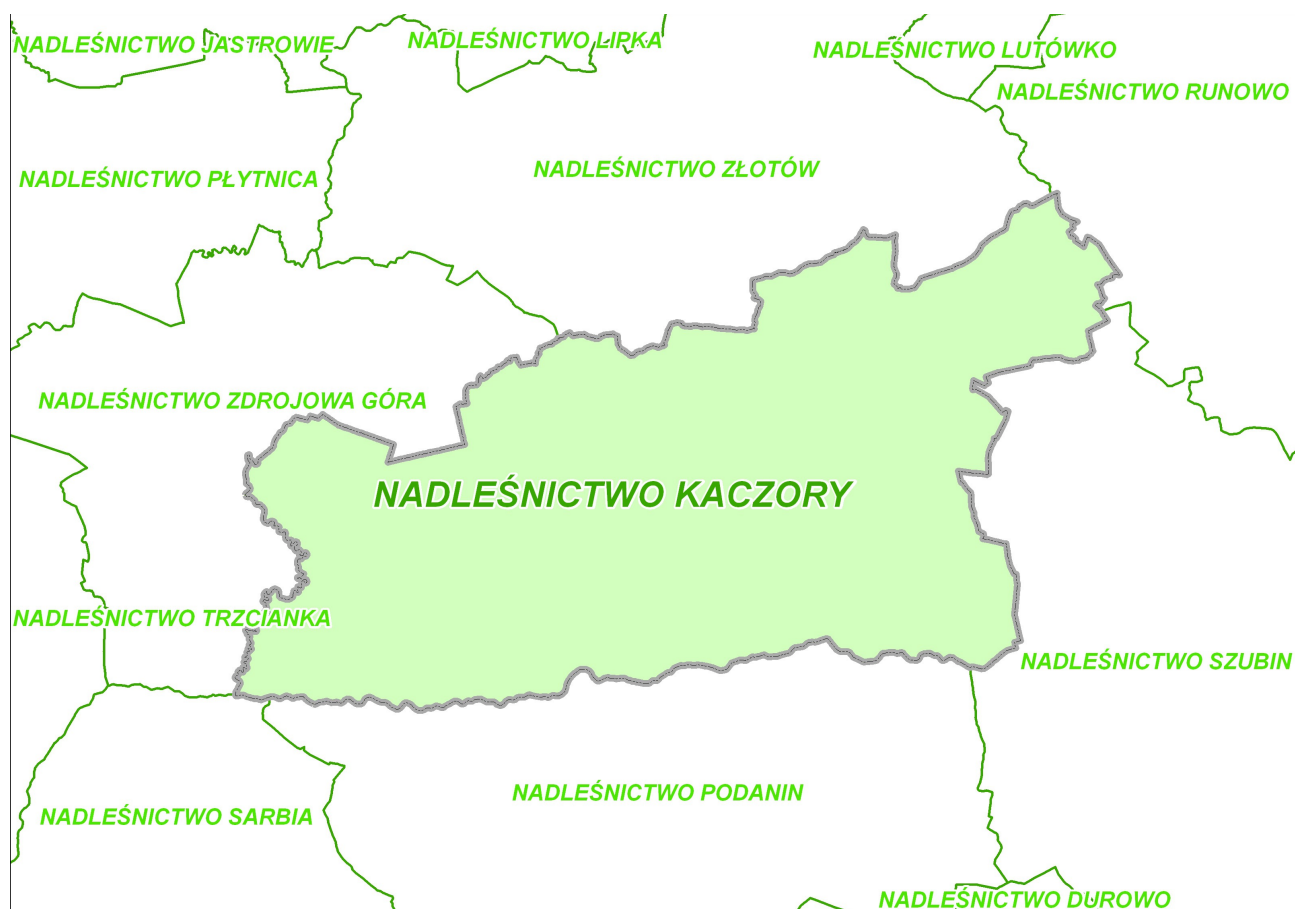 NADLEŚNICTWO JASTROWIE
NADLEŚNICTWO LIPKA
NADLEŚNICTWO LUTÓWKO
NADLEŚNICTWO RUNOWO
NADLEŚNICTWO PŁYTNICA
NADLEŚNICTWO ZŁOTÓW
NADLEŚNICTWO ZDROJOWA GÓRA
NADLEŚNICTWO KACZORY
NADLEŚNICTWO TRZCIANKA
NADLEŚNICTWO SZUBIN
NADLEŚNICTWO PODANIN
NADLEŚNICTWO SARBIA
NADLEŚNICTWO DUROWO